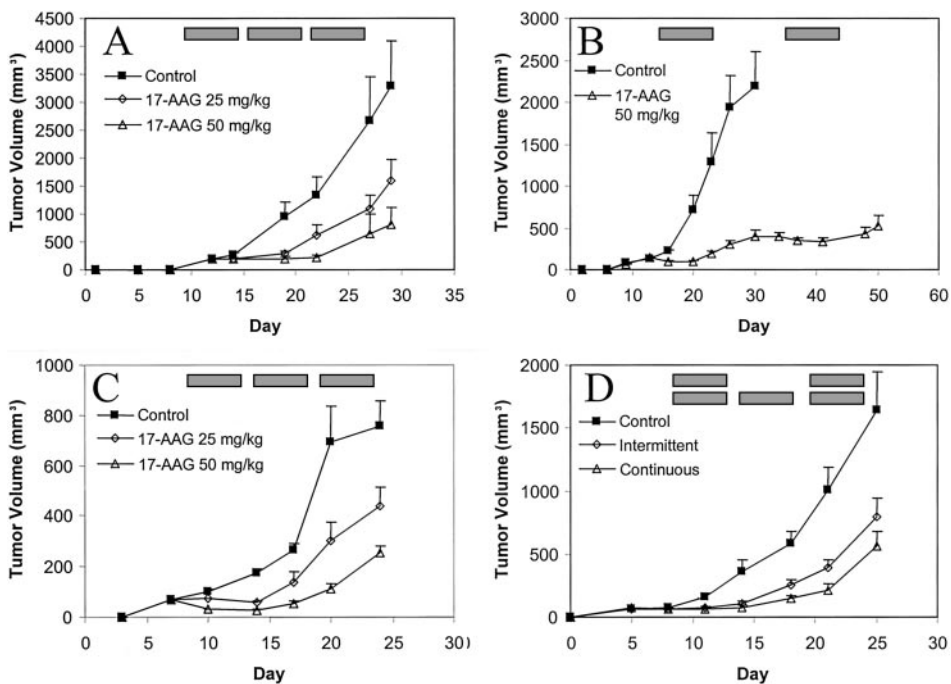 A
Control
17-AAG 25 mg/kg
17-AAG 50 mg/kg
Tumor Volume (mm³)
4500
4000
3500
3000
2500
2000
1500
1000
500
0
0 5 10 15 20 25 30 35
Day
B
Control
17-AAG
50 mg/kg
Tumor Volume (mm³)
3000
2500
2000
1500
1000
500
0
0 10 20 30 40 50 60
Day
C
Control
17-AAG 25 mg/kg
17-AAG 50 mg/kg
Tumor Volume (mm³)
1000
800
600
400
200
0
0 5 10 15 20 25 30)
Day
D
Control
Intermittent
Continuous
Tumor Volume (mm³)
2000
1500
1000
500
0
0 5 10 15 20 25 30
Day